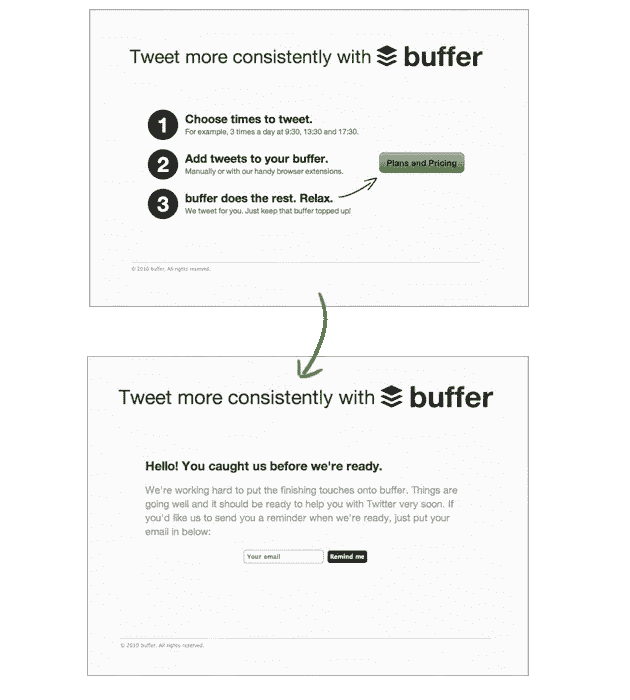 Tweet more consistently with buffer
1 Choose times to tweet.
For example, 3 times a day at 9:30, 13:30 and 17:30.
2 Add tweets to your buffer.
Manually or with our handy browser extensions.
Plans and Pricing
3 buffer does the rest. Relax.
We tweet for you. Just keep that buffer topped up!
© 2010 buffer. All rights reserved.
Tweet more consistently with buffer
Hello! You caught us before we're ready.
We're working hard to put the finishing touches onto buffer. Things are
going well and it should be ready to help you with Twitter very soon. If
you'd like us to send you a reminder when we're ready, just put your
email in below:
Your email Remind me
© 2010 buffer. All rights reserved.